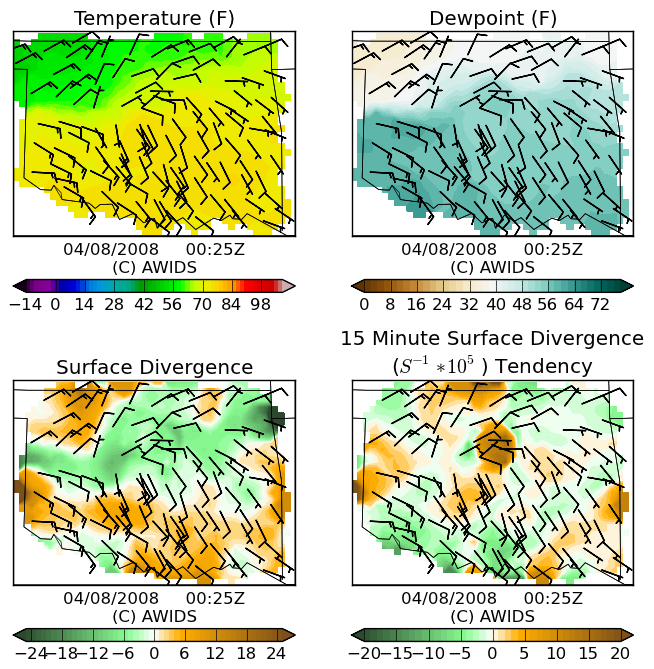 Temperature (F)
Dewpoint (F)
04/08/2008 00:25Z
(C) AWIDS
−14 0 14 28 42 56 70 84 98
04/08/2008 00:25Z
(C) AWIDS
0 8 16 24 32 40 48 56 64 72
Surface Divergence
15 Minute Surface Divergence
(S⁻¹ *10⁵ ) Tendency
04/08/2008 00:25Z
(C) AWIDS
−24−18−12 −6 0 6 12 18 24
04/08/2008 00:25Z
(C) AWIDS
−20−15−10 −5 0 5 10 15 20